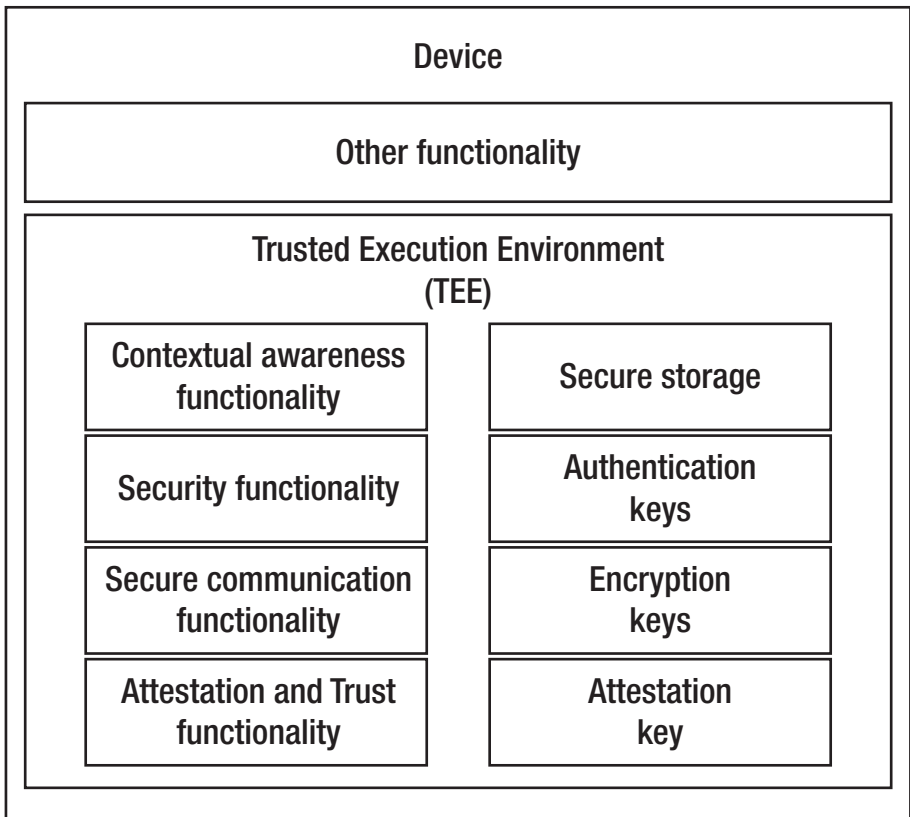 Device
Other functionality
Trusted Execution Environment
(TEE)
Contextual awareness
functionality
Security functionality
Secure communication
functionality
Attestation and Trust
functionality
Secure storage
Authentication
keys
Encryption
keys
Attestation
key